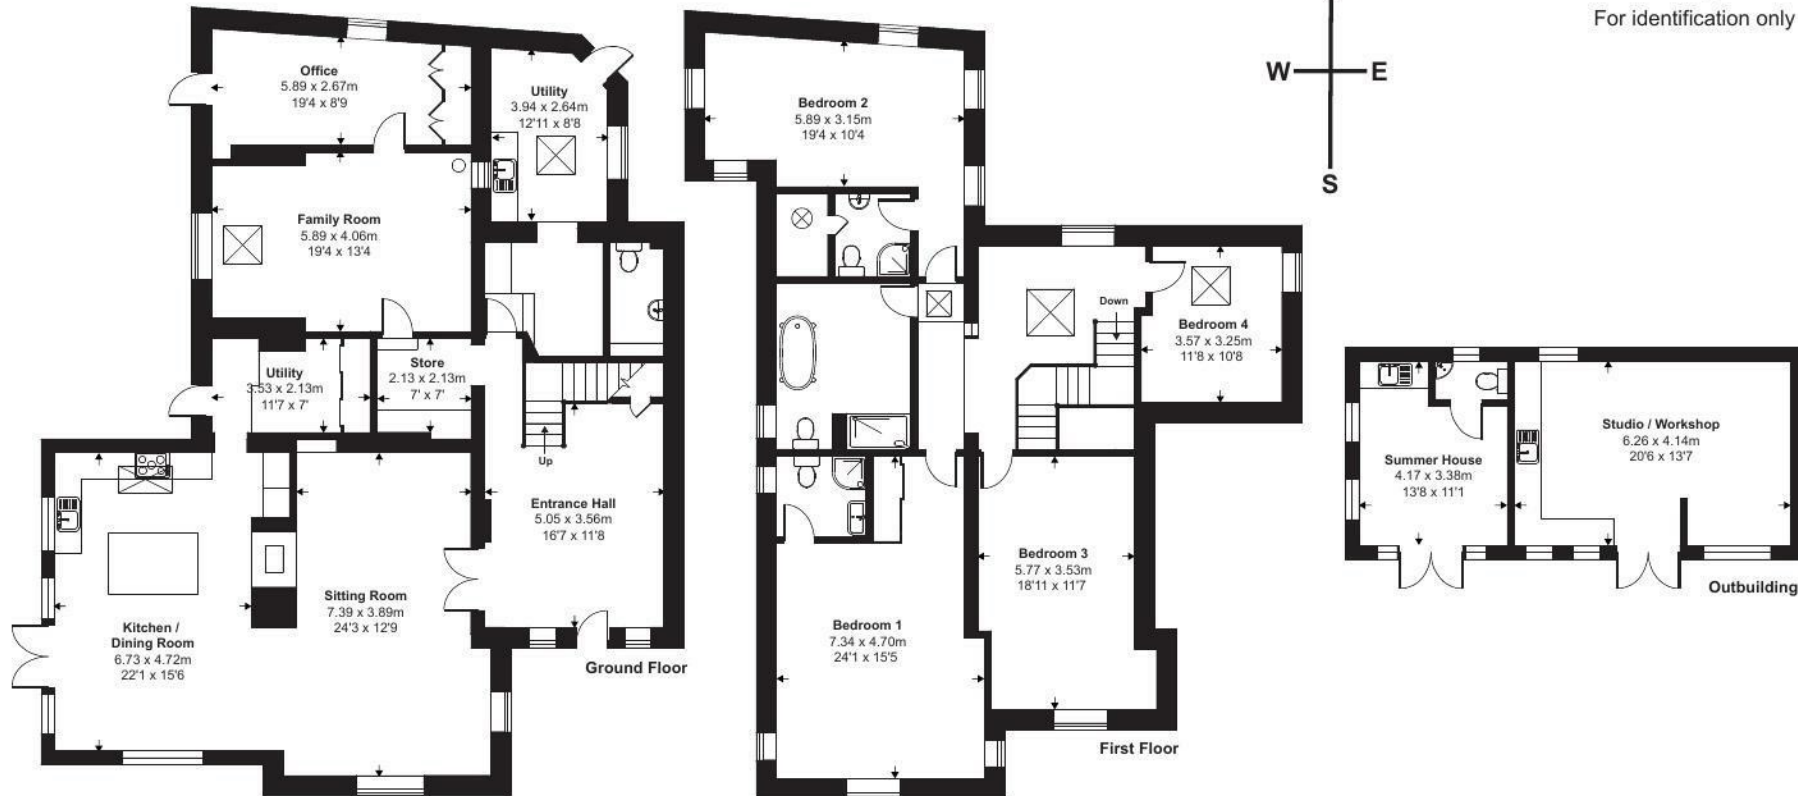 For identification only
W
E
S
Office
5.89 x 2.67m
19'4 x 8'9
Utility
3.94 x 2.64m
12'11 x 8'8
Family Room
5.89 x 4.06m
19'4 x 13'4
Utility
3.53 x 2.13m
11'7 x 7'
Store
2.13 x 2.13m
7' x 7'
Up
Entrance Hall
5.05 x 3.56m
16'7 x 11'8
Sitting Room
7.39 x 3.89m
24'3 x 12'9
Kitchen /
Dining Room
6.73 x 4.72m
22'1 x 15'6
Ground Floor
Bedroom 2
5.89 x 3.15m
19'4 x 10'4
Down
Bedroom 4
3.57 x 3.25m
11'8 x 10'8
Bedroom 3
5.77 x 3.53m
18'11 x 11'7
Bedroom 1
7.34 x 4.70m
24'1 x 15'5
First Floor
Summer House
4.17 x 3.38m
13'8 x 11'1
Studio / Workshop
6.26 x 4.14m
20'6 x 13'7
Outbuilding